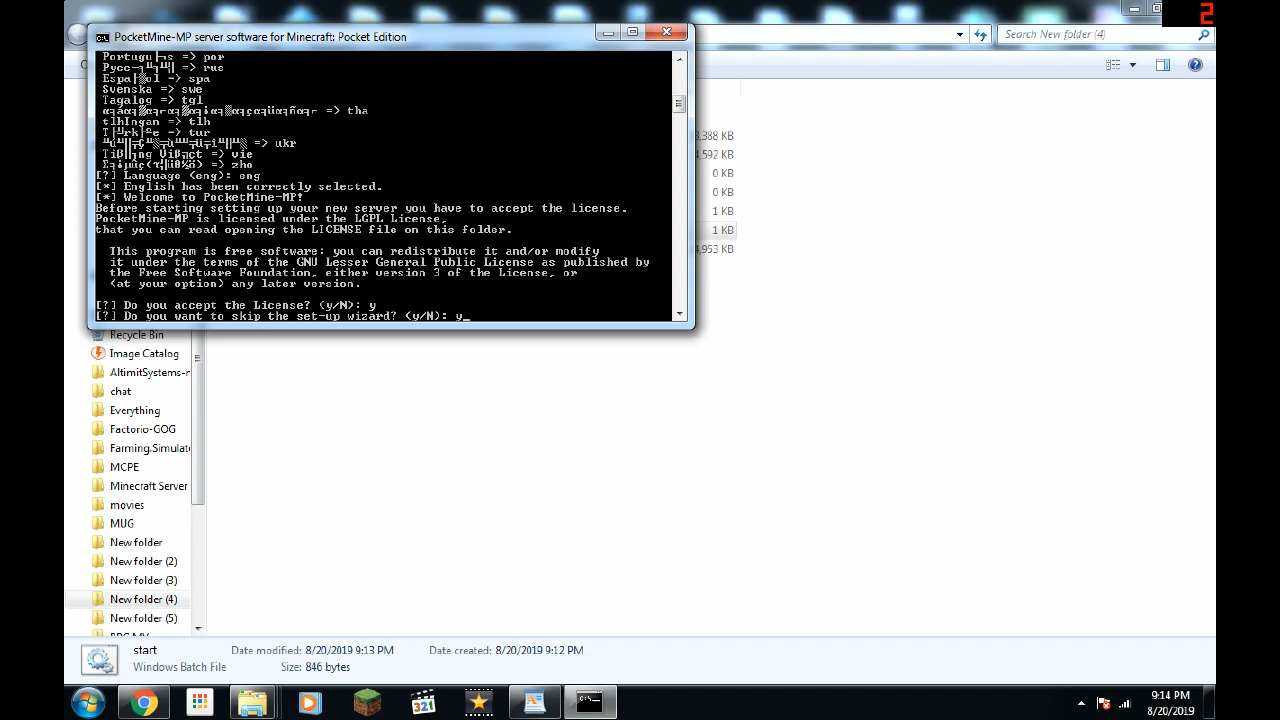 2
PocketMine-MP server software for Minecraft: Pocket Edition
Search New folder (4)
=> por
=> rus
=> spa
Svenska => swe
Tagalog => tgl
=> tha
tlhIngan => tlh
=> tur
=> ukr
=> vie
=> zho
[?] Language (eng): eng
[*] English has been correctly selected.
[*] Welcome to PocketMine-MP!
Before starting setting up your new server you have to accept the license.
PocketMine-MP is licensed under the LGPL License,
that you can read opening the LICENSE file on this folder.
This program is free software: you can redistribute it and/or modify
it under the terms of the GNU Lesser General Public License as published by
the Free Software Foundation, either version 3 of the License, or
(at your option) any later version.
[?] Do you accept the License? (y/N): y
[?] Do you want to skip the set-up wizard? (y/N): y_
,388 KB
,592 KB
0 KB
0 KB
1 KB
1 KB
,953 KB
Recycle Bin
Image Catalog
AltimitSystems-r
chat
Everything
Factorio-GOG
Farming.Simulato
MCPE
Minecraft Server
movies
MUG
New folder
New folder (2)
New folder (3)
New folder (4)
New folder (5)
start
Date modified: 8/20/2019 9:13 PM
Date created: 8/20/2019 9:12 PM
Windows Batch File
Size: 846 bytes
321
9:14 PM
8/20/2019